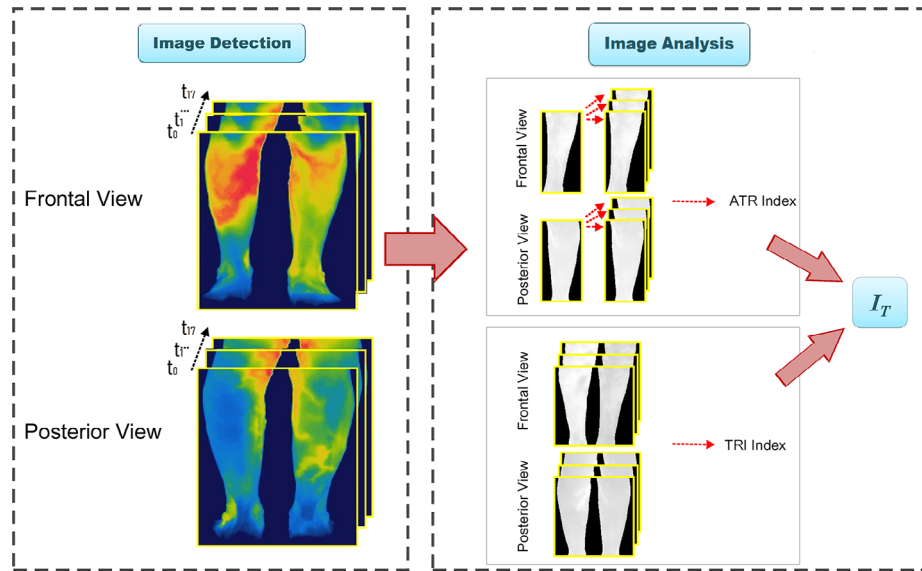 Image Detection
t17
t1...
t0
Frontal View
t17
t1..
t0
Posterior View
Image Analysis
Frontal View
Posterior View
ATR Index
Frontal View
Posterior View
TRI Index
IT